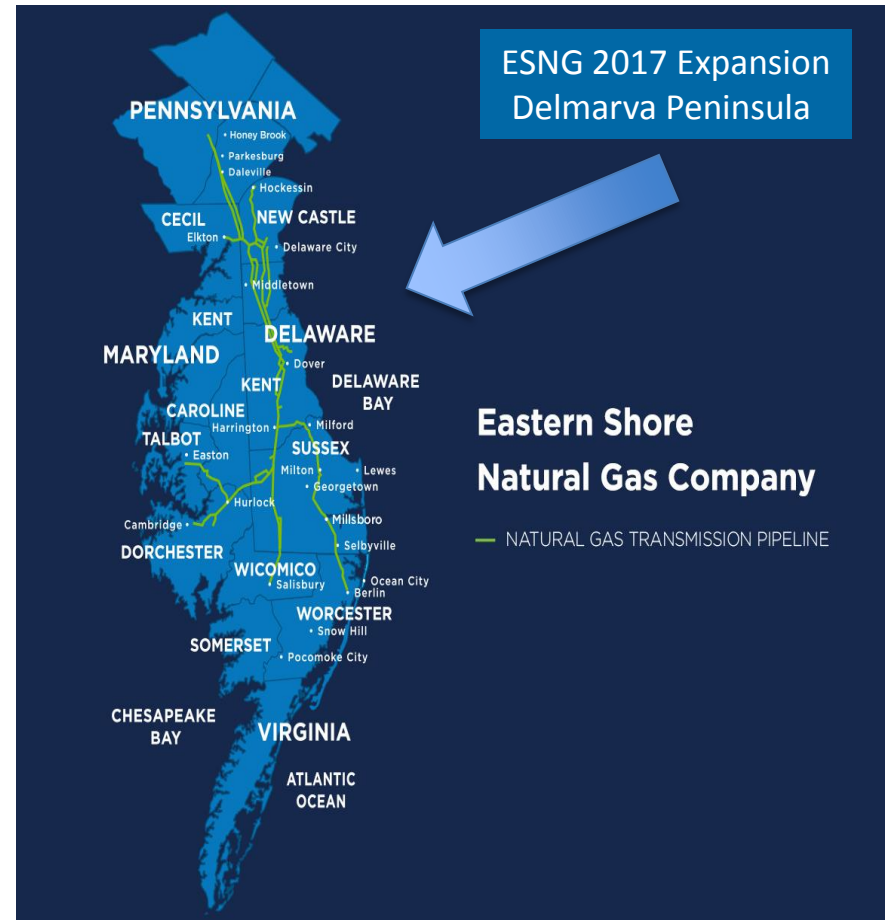 ESNG 2017 Expansion
Delmarva Peninsula
PENNSYLVANIA
Honey Brook
Parkesburg
Daleville
Hockessin
CECIL
NEW CASTLE
Elkton
Delaware City
Middletown
KENT
DELAWARE
MARYLAND
Dover
KENT
DELAWARE
BAY
CAROLINE
Harrington
Milford
TALBOT
SUSSEX
Easton
Milton
Lewes
Georgetown
Hurlock
Millsboro
Cambridge
Selbyville
DORCHESTER
WICOMICO
Salisbury
Ocean City
Berlin
WORCESTER
Snow Hill
SOMERSET
Pocomoke City
CHESAPEAKE
BAY
VIRGINIA
ATLANTIC
OCEAN
Eastern Shore
Natural Gas Company
NATURAL GAS TRANSMISSION PIPELINE